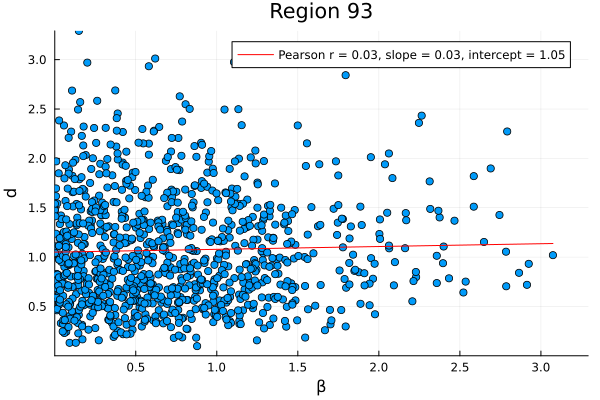 Region 93
Pearson r = 0.03, slope = 0.03, intercept = 1.05
d
3.0
2.5
2.0
1.5
1.0
0.5
0.5 1.0 1.5 2.0 2.5 3.0
β